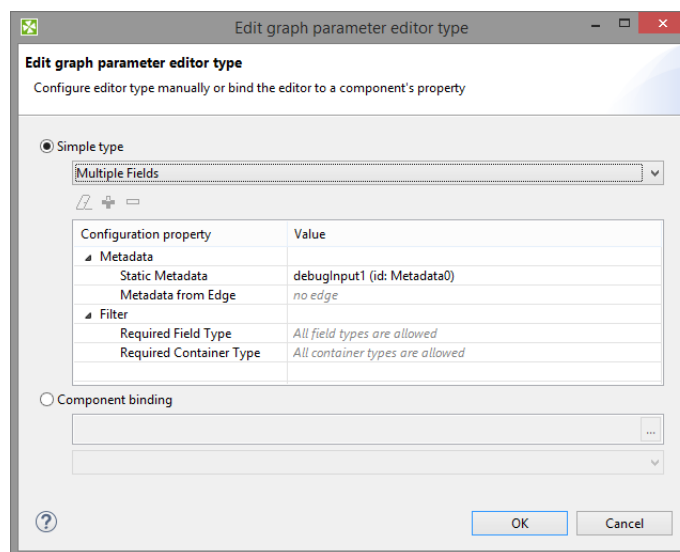 Edit graph parameter editor type
Edit graph parameter editor type
Configure editor type manually or bind the editor to a component's property
Simple type
Multiple Fields
Configuration property Value
Metadata
Static Metadata debugInput1 (id: Metadata0)
Metadata from Edge no edge
Filter
Required Field Type All field types are allowed
Required Container Type All container types are allowed
Component binding
...
OK Cancel